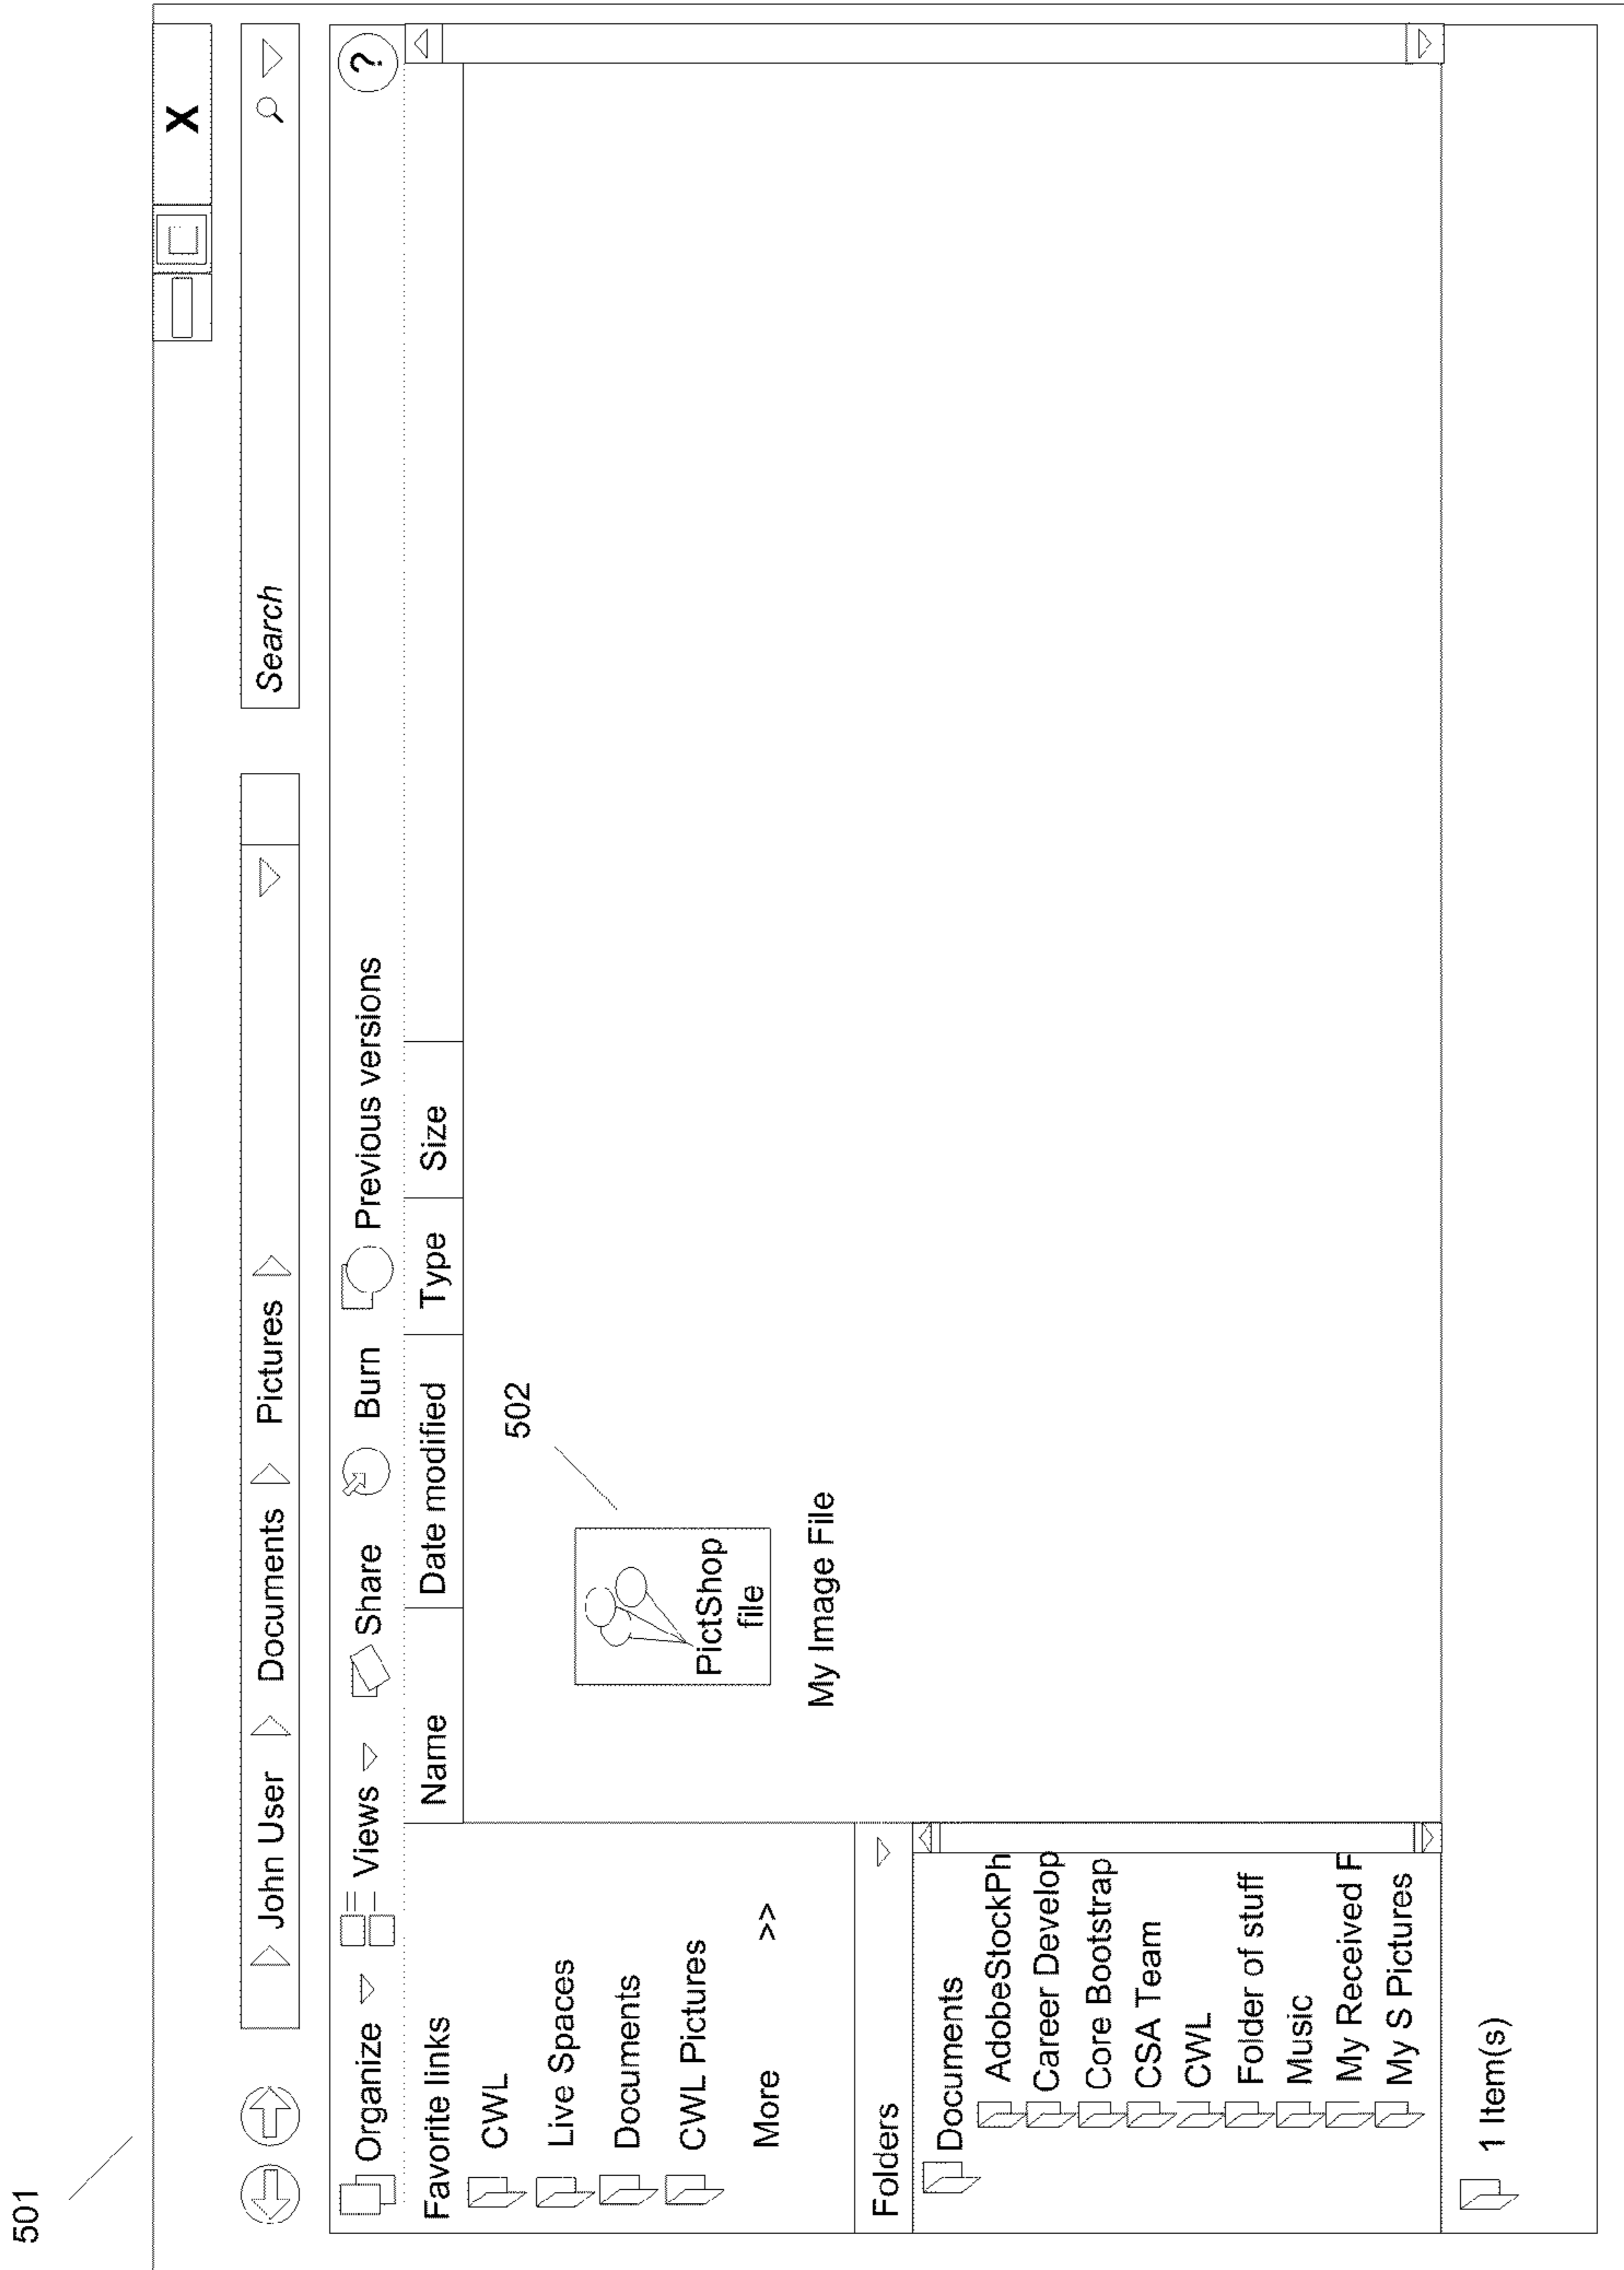 501
X
John User Documents Pictures
Search
Organize Views Share Burn Previous versions ?
Favorite links
Name Date modified Type Size
CWL
Live Spaces
Documents
CWL Pictures
More >>
502
PictShop
file
My Image File
Folders
Documents
AdobeStockPh
Career Develop
Core Bootstrap
CSA Team
CWL
Folder of stuff
Music
My Received F
My S Pictures
1 Item(s)